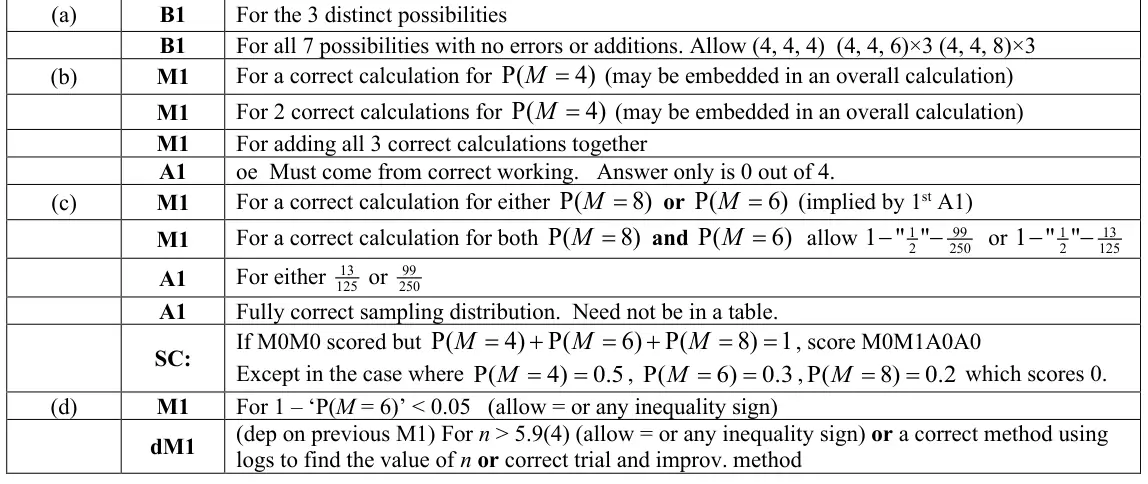 (a) B1 For the 3 distinct possibilities
B1 For all 7 possibilities with no errors or additions. Allow (4, 4, 4) (4, 4, 6)×3 (4, 4, 8)×3
(b) M1 For a correct calculation for P(M = 4) (may be embedded in an overall calculation)
M1 For 2 correct calculations for P(M = 4) (may be embedded in an overall calculation)
M1 For adding all 3 correct calculations together
A1 oe Must come from correct working. Answer only is 0 out of 4.
(c) M1 For a correct calculation for either P(M = 8) or P(M = 6) (implied by 1st A1)
M1 For a correct calculation for both P(M = 8) and P(M = 6) allow 1–"1/2"–99/250 or 1–"1/2"–13/125
A1 For either 13/125 or 99/250
A1 Fully correct sampling distribution. Need not be in a table.
SC: If M0M0 scored but P(M = 4) + P(M = 6) + P(M = 8) = 1, score M0M1A0A0
Except in the case where P(M = 4) = 0.5, P(M = 6) = 0.3, P(M = 8) = 0.2 which scores 0.
(d) M1 For 1 – ‘P(M = 6)’ < 0.05 (allow = or any inequality sign)
dM1 (dep on previous M1) For n > 5.9(4) (allow = or any inequality sign) or a correct method using
logs to find the value of n or correct trial and improv. method